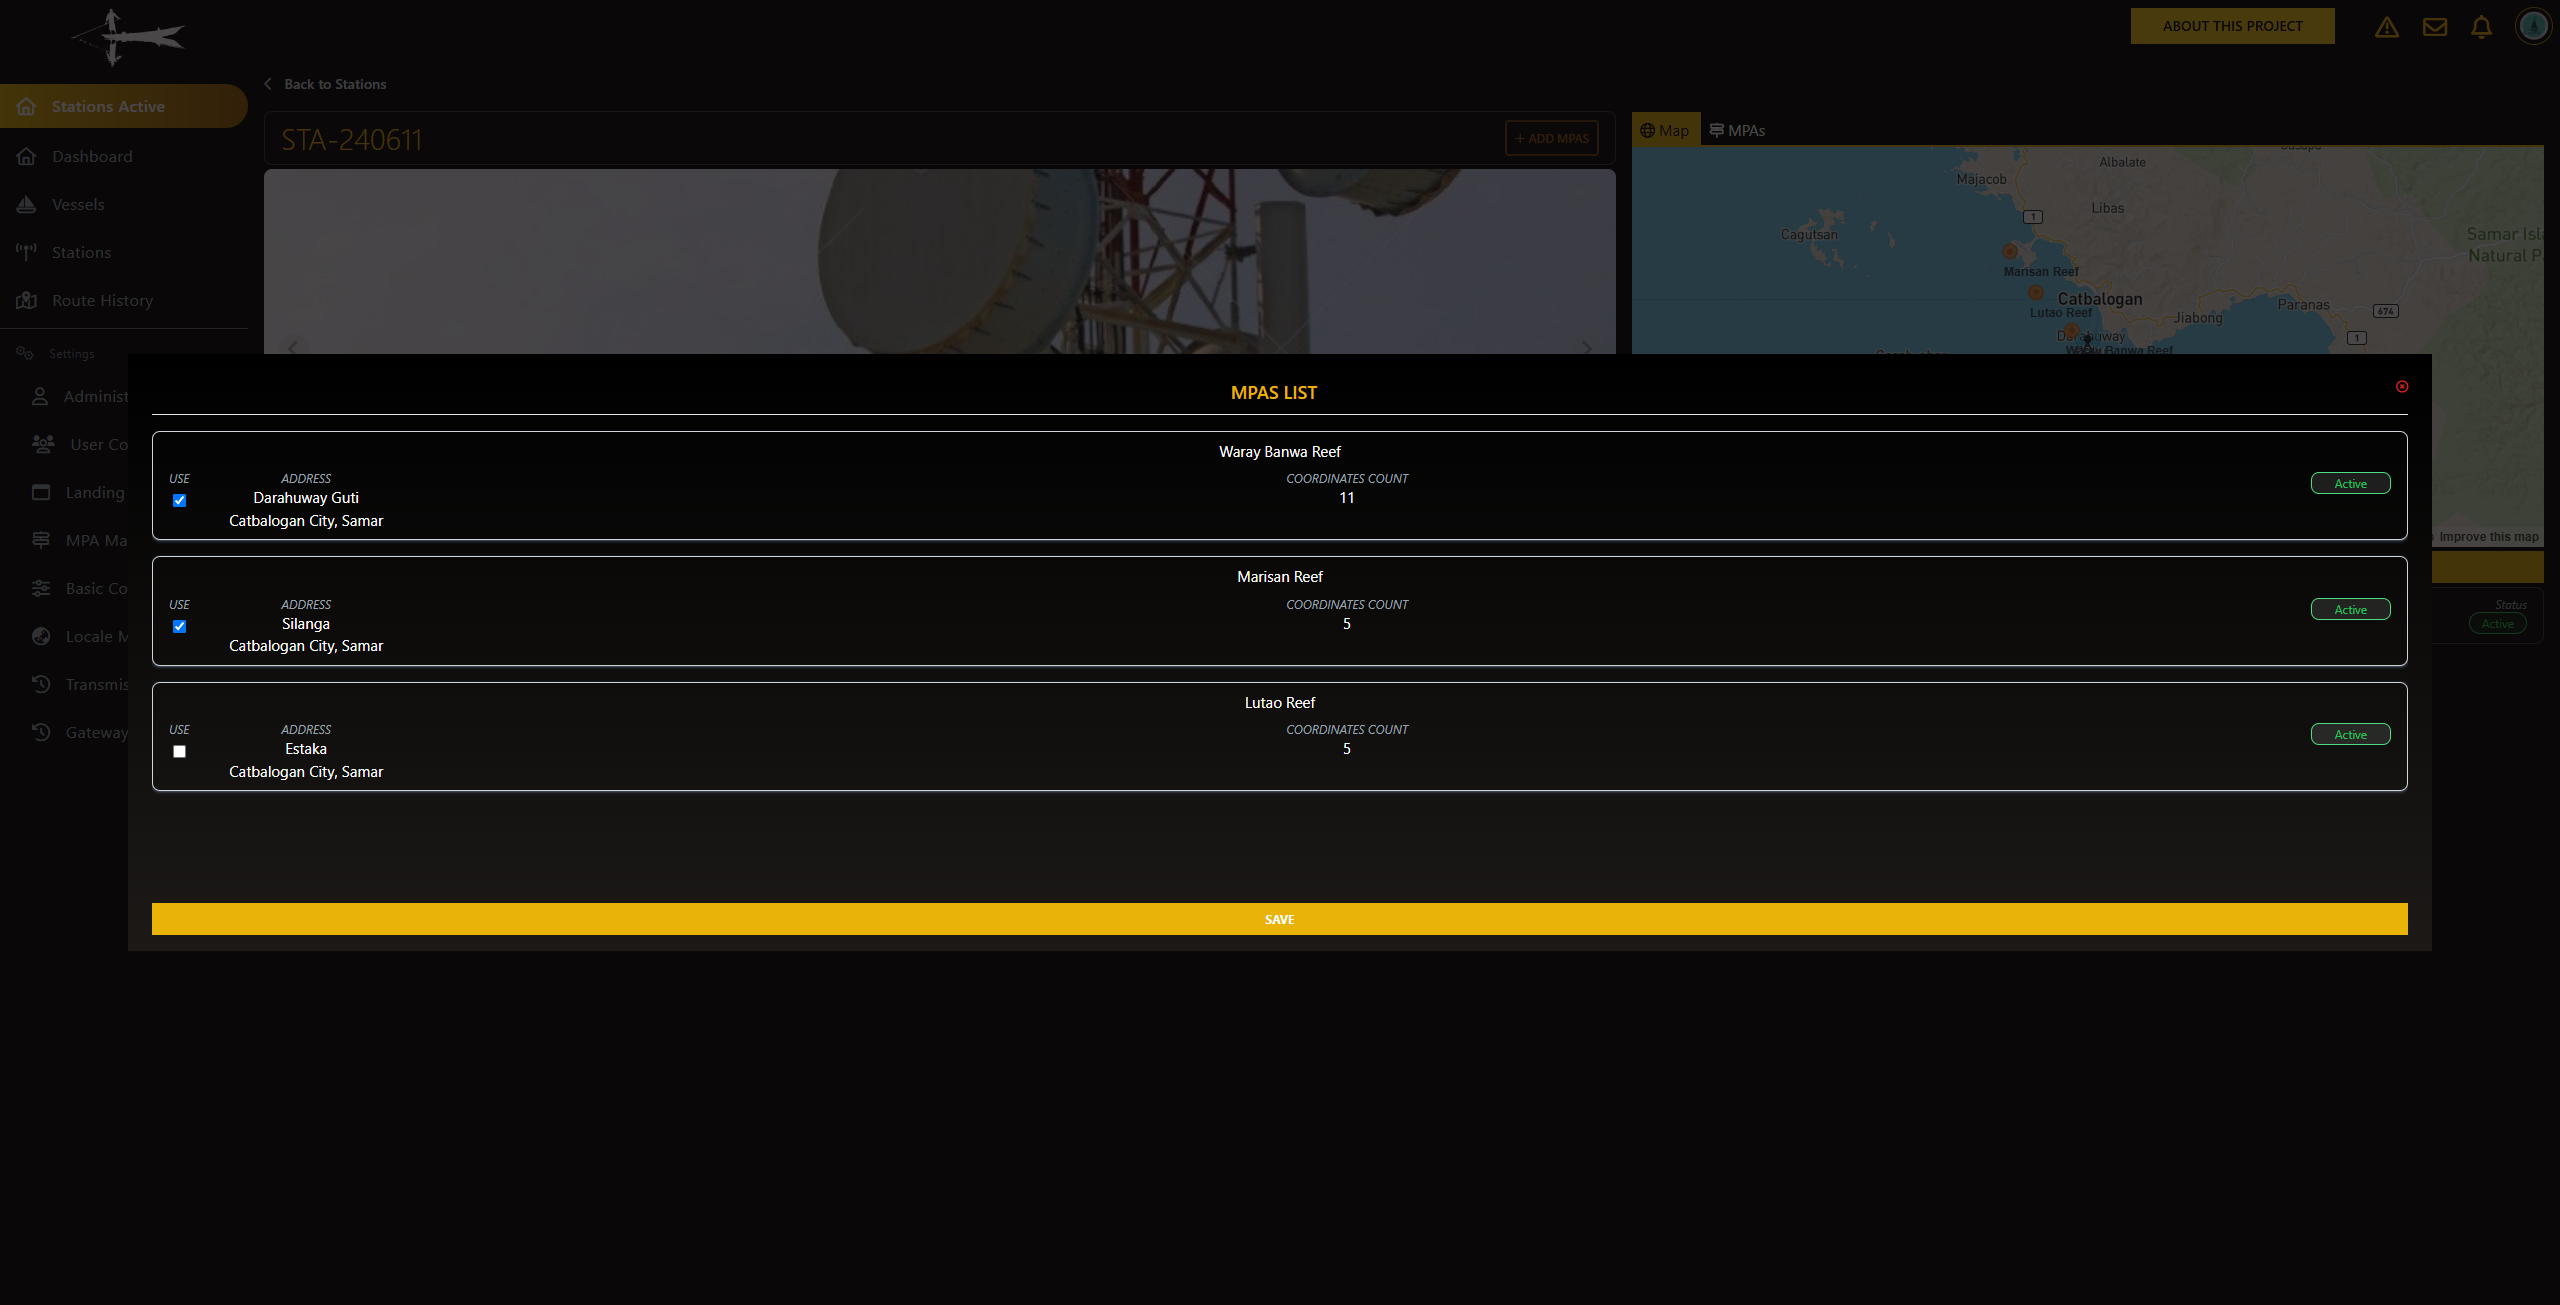 ABOUT THIS PROJECT
Stations Active
Dashboard
Vessels
Stations
Route History
Settings
Administ
User Co
Landing
MPA Ma
Basic Co
Locale M
Transmis
Gateway
Back to Stations
STA-240611
+ ADD MPAS
Map
MPAs
Albalate
Majacob
Libas
1
Cagutsan
Samar Isla
Natural P
Marisan Reef
Catbalogan
Paranas
674
Lutao Reef
Jiabong
Darahuway
1
Waray Banwa Reef
Improve this map
Status
Active
MPAS LIST
Waray Banwa Reef
USE
ADDRESS
COORDINATES COUNT
Active
Darahuway Guti
11
Catbalogan City, Samar
Marisan Reef
USE
ADDRESS
COORDINATES COUNT
Active
Silanga
5
Catbalogan City, Samar
Lutao Reef
USE
ADDRESS
COORDINATES COUNT
Active
Estaka
5
Catbalogan City, Samar
SAVE